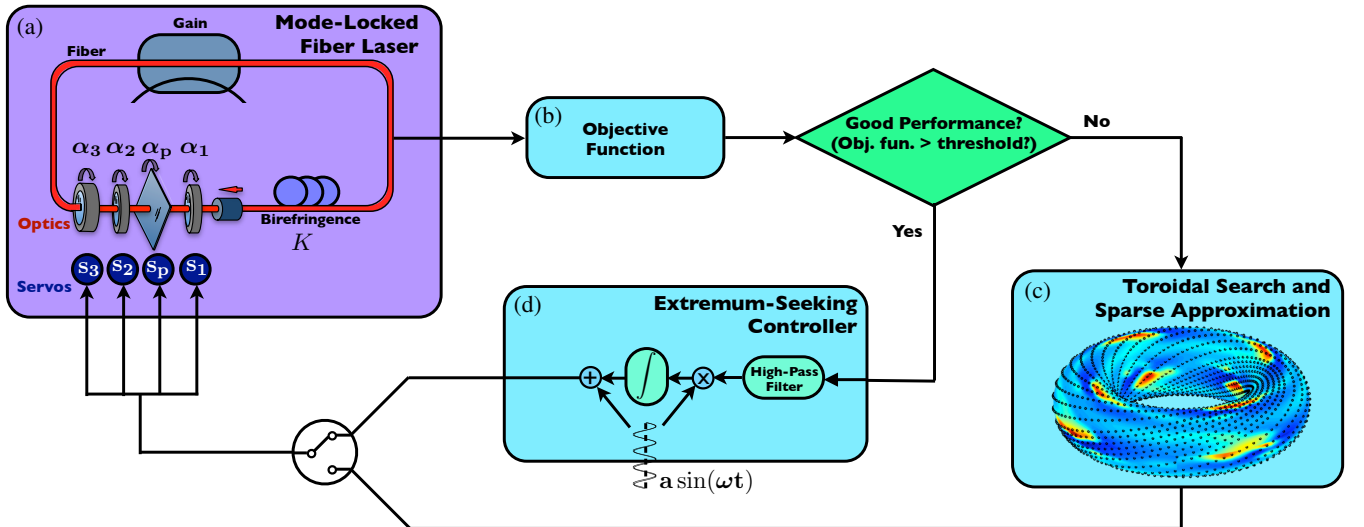 (a)
Gain
Mode-Locked
Fiber Laser
Fiber
α₃ α₂ αₚ α₁
Optics
Birefringence
K
s₃ s₂ sₚ s₁
Servos
(b)
Objective
Function
Good Performance?
(Obj. fun. > threshold?)
No
Yes
(c)
Toroidal Search and
Sparse Approximation
(d)
Extremum-Seeking
Controller
+ ∫ x
High-Pass
Filter
a sin(ωt)